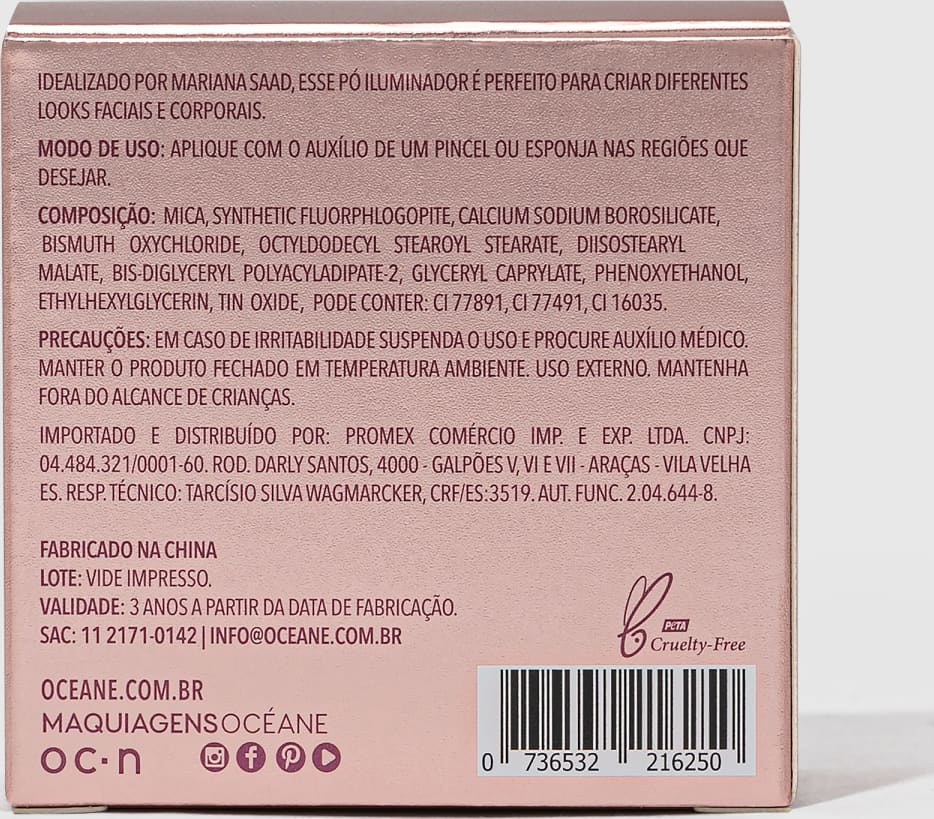 IDEALIZADO POR MARIANA SAAD, ESSE PÓ ILUMINADOR É PERFEITO PARA CRIAR DIFERENTES
LOOKS FACIAIS E CORPORAIS.
MODO DE USO: APLIQUE COM O AUXÍLIO DE UM PINCEL OU ESPONJA NAS REGIÕES QUE
DESEJAR.
COMPOSIÇÃO: MICA, SYNTHETIC FLUORPHLOGOPITE, CALCIUM SODIUM BOROSILICATE,
BISMUTH OXYCHLORIDE, OCTYLDODECYL STEAROYL STEARATE, DIISOSTEARYL
MALATE, BIS-DIGLYCERYL POLYACYLADIPATE-2, GLYCERYL CAPRYLATE, PHENOXYETHANOL,
ETHYLHEXYLGLYCERIN, TIN OXIDE, PODE CONTER: CI 77891, CI 77491, CI 16035.
PRECAUÇÕES: EM CASO DE IRRITABILIDADE SUSPENDA O USO E PROCURE AUXÍLIO MÉDICO.
MANTER O PRODUTO FECHADO EM TEMPERATURA AMBIENTE. USO EXTERNO. MANTENHA
FORA DO ALCANCE DE CRIANÇAS.
IMPORTADO E DISTRIBUÍDO POR: PROMEX COMÉRCIO IMP. E EXP. LTDA. CNPJ:
04.484.321/0001-60. ROD. DARLY SANTOS, 4000 - GALPÕES V, VI E VII - ARAÇAS - VILA VELHA
ES. RESP. TÉCNICO: TARCÍSIO SILVA WAGMARCKER, CRF/ES:3519. AUT. FUNC. 2.04.644-8.
FABRICADO NA CHINA
LOTE: VIDE IMPRESSO.
VALIDADE: 3 ANOS A PARTIR DA DATA DE FABRICAÇÃO.
SAC: 11 2171-0142 | INFO@OCEANE.COM.BR
PETA
Cruelty-Free
OCEANE.COM.BR
MAQUIAGENSOCÉANE
oc·n
0 736532 216250